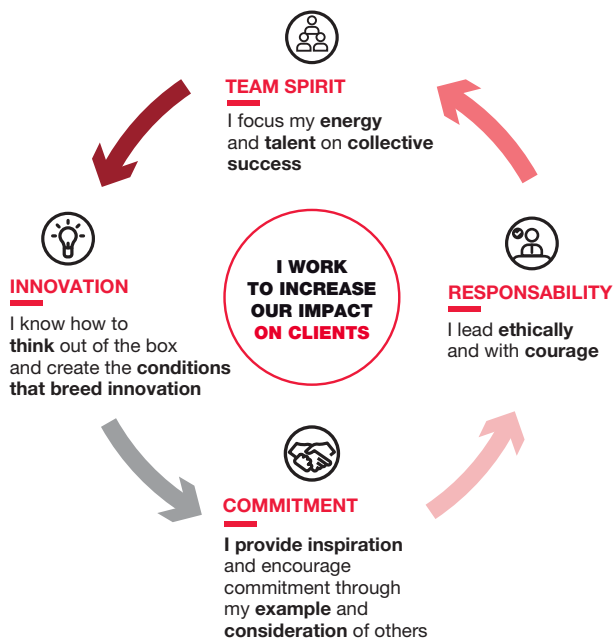 TEAM SPIRIT
I focus my energy
and talent on collective
success
INNOVATION
I know how to
think out of the box
and create the conditions
that breed innovation
I WORK
TO INCREASE
OUR IMPACT
ON CLIENTS
RESPONSABILITY
I lead ethically
and with courage
COMMITMENT
I provide inspiration
and encourage
commitment through
my example and
consideration of others